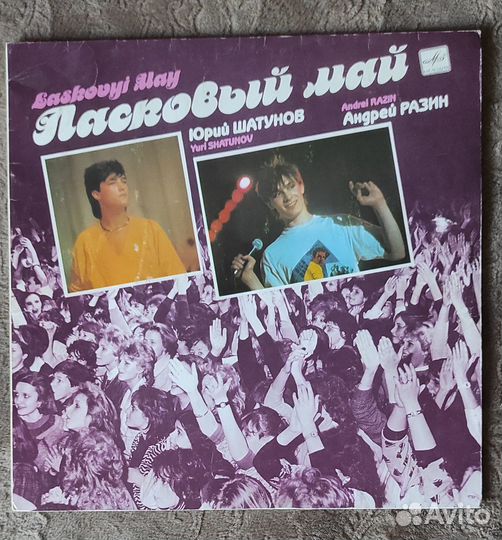 Laskovyi May
Ласковый май
Юрий ШАТУНОВ
Yuri SHATUNOV
Andrei RAZIN
Андрей РАЗИН
Avito